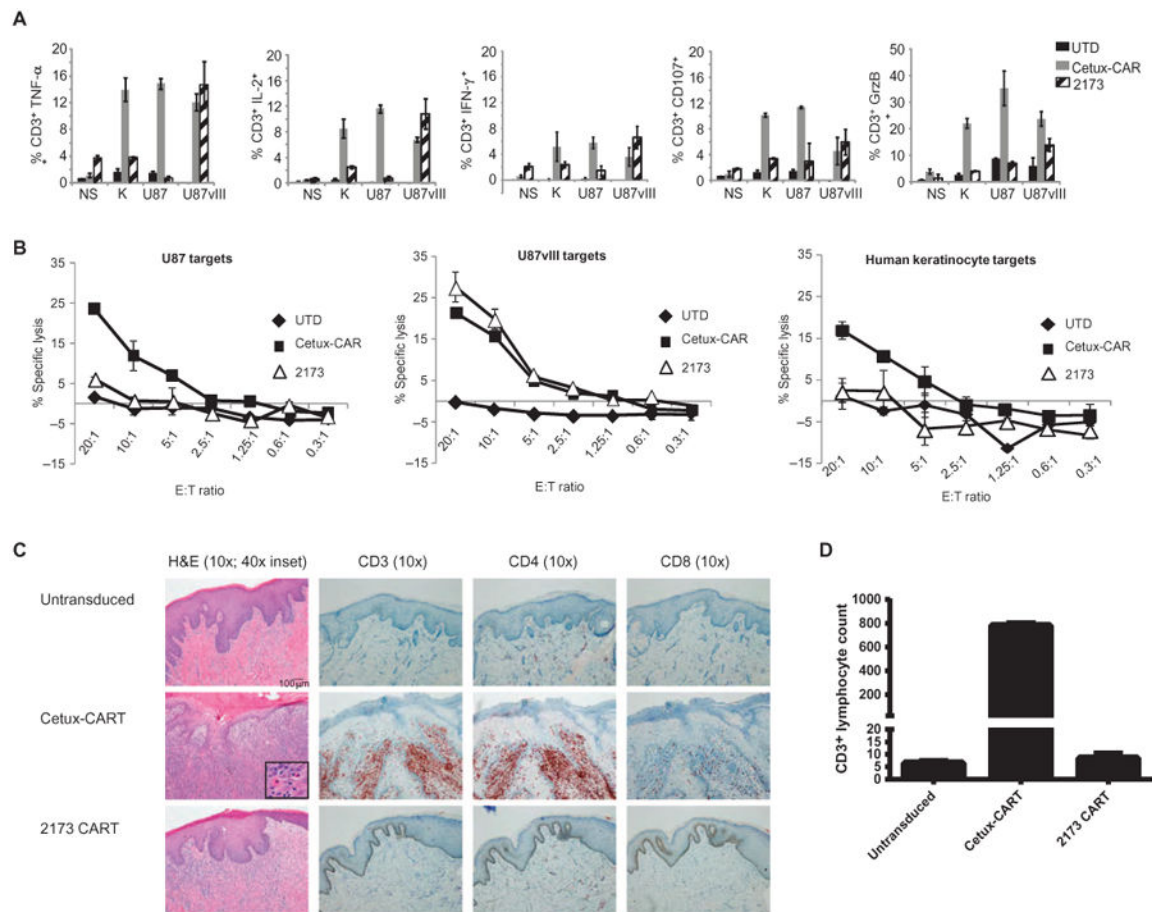 A
% CD3⁺ TNF-α
+
20
16
12
8
4
0
NS K U87 U87vIII
% CD3⁺ IL-2⁺
20
16
12
8
4
0
NS K U87 U87vIII
% CD3⁺ IFN-γ⁺
20
16
12
8
4
0
NS K U87 U87vIII
% CD3⁺ CD107⁺
20
16
12
8
4
0
NS K U87 U87vIII
% CD3⁺ GrzB
+
50
40
30
20
10
0
NS K U87 U87vIII
UTD
Cetux-CAR
2173
B
U87 targets
% Specific lysis
35
25
15
5
−5
−15
20:1 10:1 5:1 2.5:1 1.25:1 0.6:1 0.3:1
E:T ratio
UTD
Cetux-CAR
2173
U87vIII targets
% Specific lysis
35
25
15
5
−5
−15
20:1 10:1 5:1 2.5:1 1.25:1 0.6:1 0.3:1
E:T ratio
UTD
Cetux-CAR
2173
Human keratinocyte targets
% Specific lysis
35
25
15
5
−5
−15
20:1 10:1 5:1 2.5:1 1.25:1 0.6:1 0.3:1
E:T ratio
UTD
Cetux-CAR
2173
C
H&E (10x; 40x inset) CD3 (10x) CD4 (10x) CD8 (10x)
Untransduced
100 µm
Cetux-CART
2173 CART
D
CD3⁺ lymphocyte count
1000
800
600
400
200
20
15
10
5
0
Untransduced Cetux-CART 2173 CART